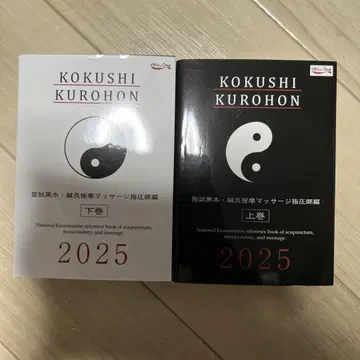 KOKUSHI
KUROHON
国試黒本・鍼灸按摩マッサージ指圧師編
下巻
National Examination reference book of acupuncture,
moxa cautery, and massage.
2025
KOKUSHI
KUROHON
国試黒本・鍼灸按摩マッサージ指圧師編
上巻
National Examination reference book of acupuncture,
moxa cautery, and massage.
2025